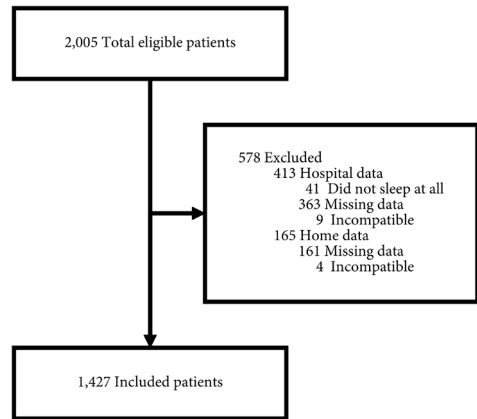 2,005 Total eligible patients
578 Excluded
413 Hospital data
41 Did not sleep at all
363 Missing data
9 Incompatible
165 Home data
161 Missing data
4 Incompatible
1,427 Included patients